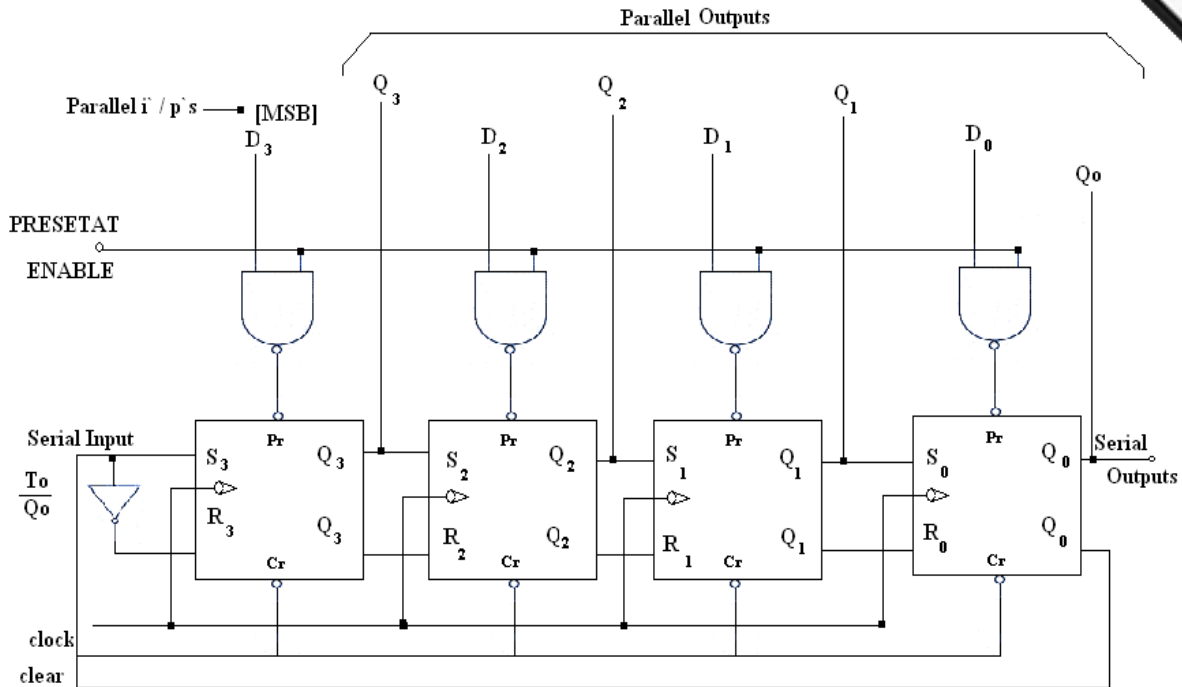 Parallel Outputs
Q3
Q2
Q1
Parallel i` / p`s
[MSB]
D3
D2
D1
D0
Qo
PRESETAT
ENABLE
Serial Input
To
Qo
S3
Pr
Q3
R3
Q3
Cr
S2
Pr
Q2
R2
Q2
Cr
S1
Pr
Q1
R1
Q1
Cr
S0
Pr
Q0
R0
Q0
Cr
Serial
Outputs
clock
clear